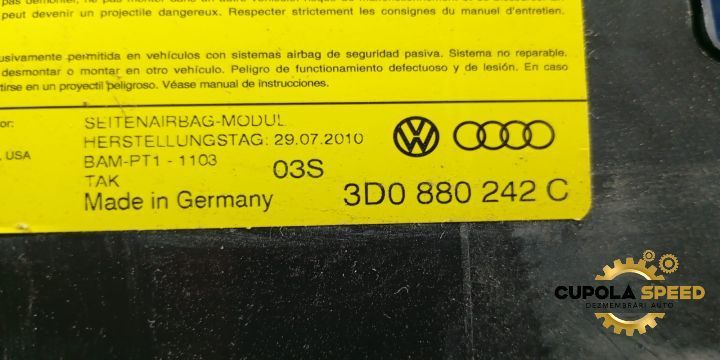 peut devenir un projectile dangereux. Respecter strictement les consignes du manuel d'entretien.
usivamente permitida en vehículos con sistemas airbag de seguridad pasiva. Sistema no reparable.
desmontar o montar en otro vehículo. Peligro de funcionamiento defectuoso y de lesión. En caso
tirse en un proyectil peligroso. Véase manual de instrucciones.
or:
SEITENAIRBAG-MODUL
HERSTELLUNGSTAG: 29.07.2010
, USA
BAM-PT1 - 1103
03S
TAK
Made in Germany
3D0 880 242 C
CUPOLA SPEED
DEZMEMBRĂRI AUTO